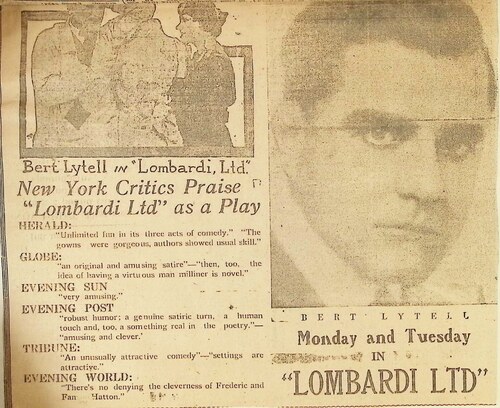 Bert Lytell IN "Lombardi, Ltd."
New York Critics Praise
"Lombardi Ltd" as a Play
HERALD:
"Unlimited fun in its three acts of comedy." "The
gowns were gorgeous, authors showed usual skill."
GLOBE:
"an original and amusing satire"—"then, too, the
idea of having a virtuous man milliner is novel."
EVENING SUN
"very amusing."
EVENING POST
"robust humor; a genuine satiric turn, a human
touch and, too, a something real in the poetry."—
"amusing and clever.'
TRIBUNE:
"An unusually attractive comedy"—"settings are
attractive."
EVENING WORLD:
"There's no denying the cleverness of Frederic and
Fan Hatton."
BERT LYTELL
Monday and Tuesday
IN
"LOMBARDI LTD"